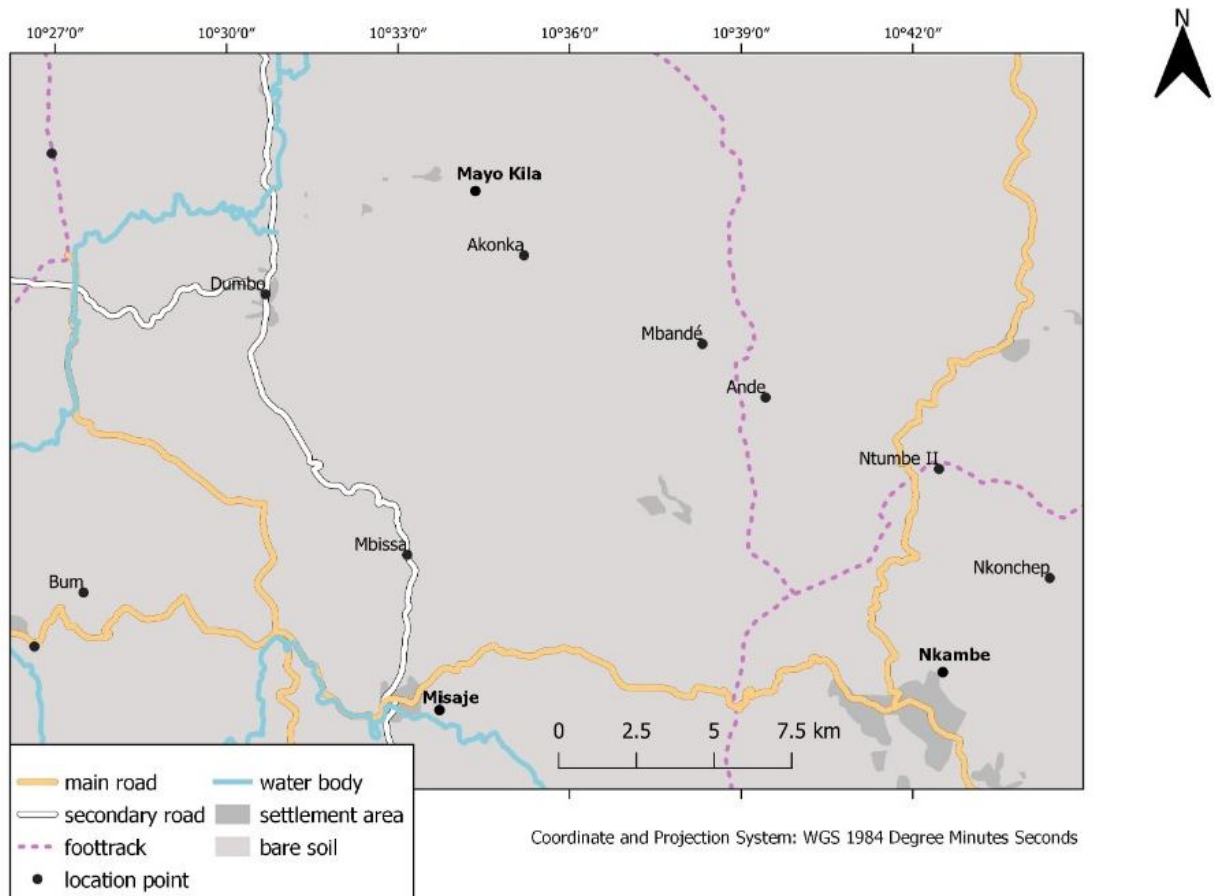 10°27'0" 10°30'0" 10°33'0" 10°36'0" 10°39'0" 10°42'0"
N
Mayo Kila
Akonka
Dumbo
Mbandé
Ande
Ntumbe II
Mbissa
Nkonchep
Bum
Nkambe
Misaje
0 2.5 5 7.5 km
main road water body
secondary road settlement area
foottrack bare soil
location point
Coordinate and Projection System: WGS 1984 Degree Minutes Seconds